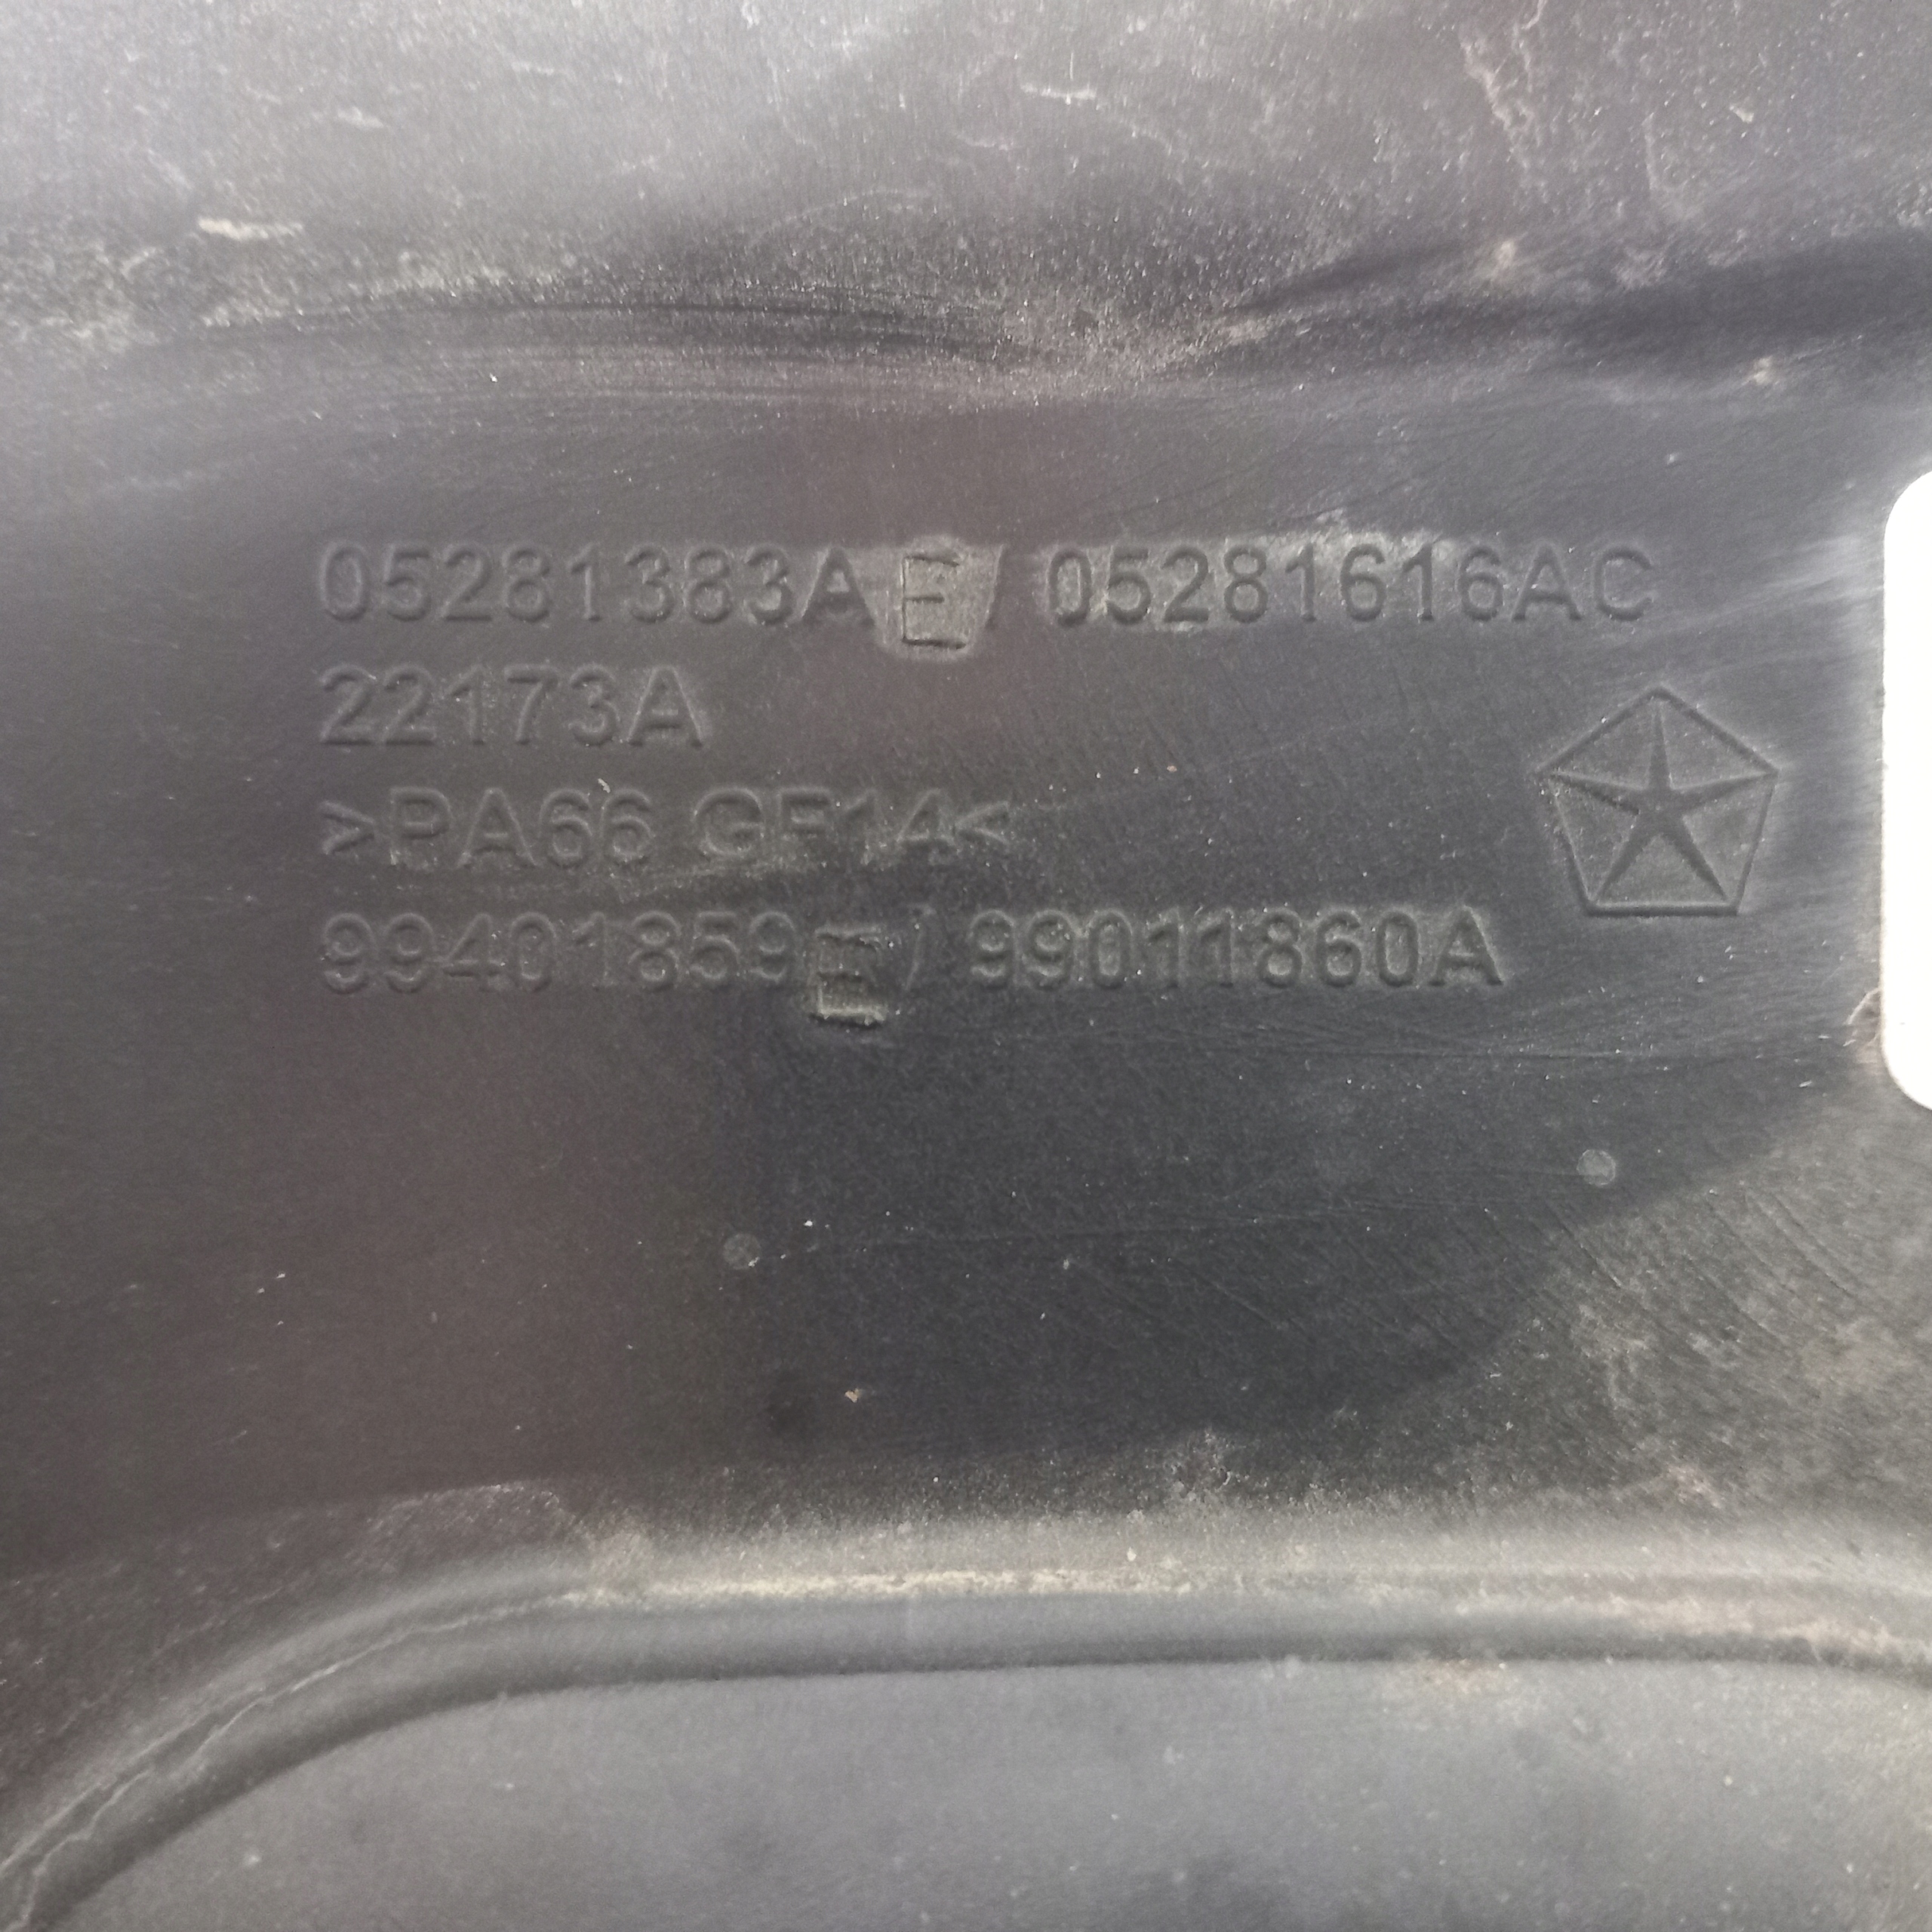 05281383AE/ 05281616AC
22173A
>PA66 GF14<
99401859E/ 99011860A